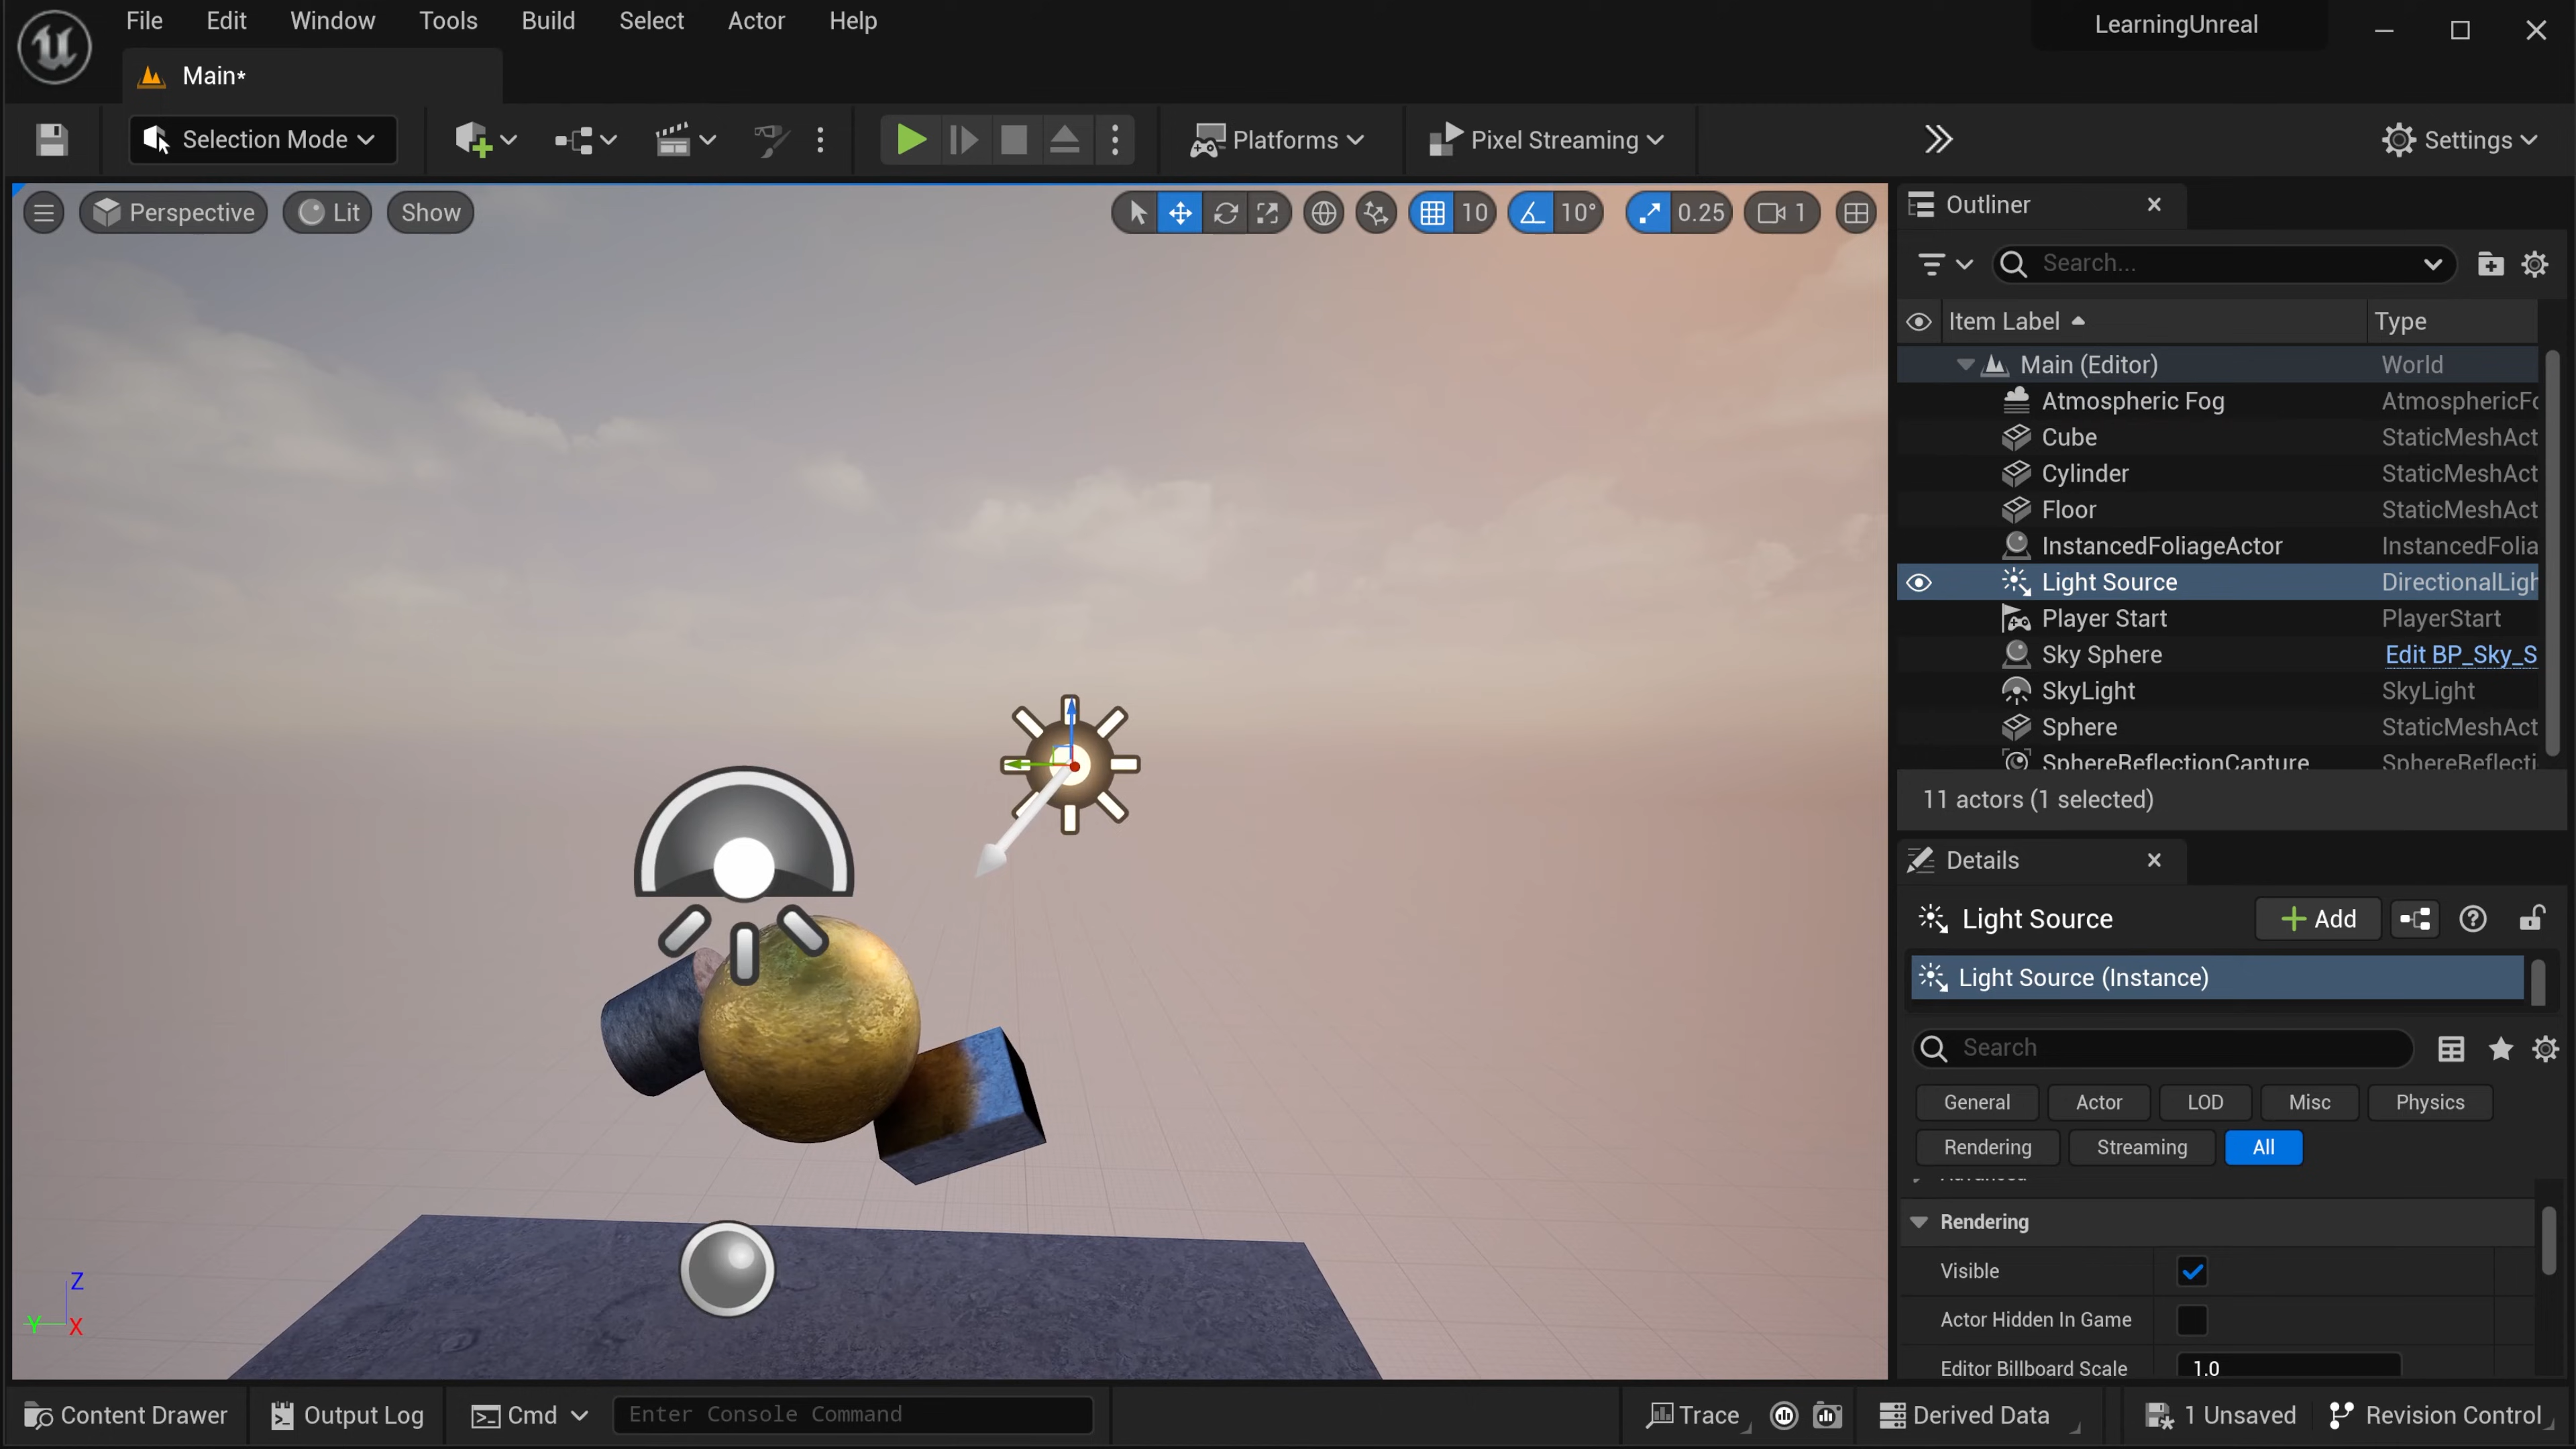 File Edit Window Tools Build Select Actor Help
LearningUnreal
Main*
Selection Mode
Platforms
Pixel Streaming
Settings
Perspective
Lit
Show
10
10°
0.25
1
Outliner
Search...
Item Label Type
Main (Editor) World
Atmospheric Fog AtmosphericFo
Cube StaticMeshAct
Cylinder StaticMeshAct
Floor StaticMeshAct
InstancedFoliageActor InstancedFolia
Light Source DirectionalLigh
Player Start PlayerStart
Sky Sphere Edit BP_Sky_S
SkyLight SkyLight
Sphere StaticMeshAct
SphereReflectionCapture SphereReflecti
11 actors (1 selected)
Details
Light Source
Add
Light Source (Instance)
Search
General Actor LOD Misc Physics
Rendering Streaming All
Rendering
Visible
Actor Hidden In Game
Editor Billboard Scale 1.0
Z
Y X
Content Drawer
Output Log
Cmd
Enter Console Command
Trace
Derived Data
1 Unsaved
Revision Control